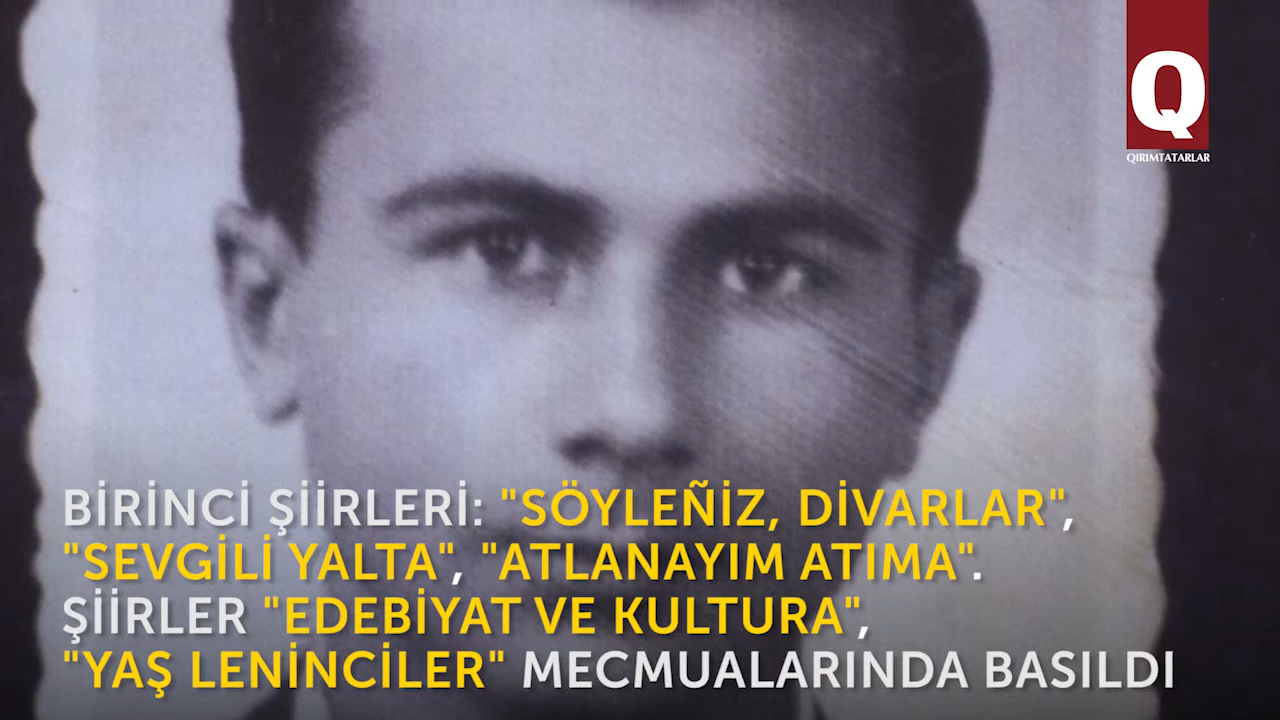 Q
QIRIMTATARLAR
BİRİNCİ ŞİİRLERİ: "SÖYLEÑİZ, DİVARLAR",
"SEVGİLİ YALTA", "ATLANAYIM ATIMA".
ŞİİRLER "EDEBİYAT VE KULTURA",
"YAŞ LENİNCİLER" MECMUALARINDA BASILDI